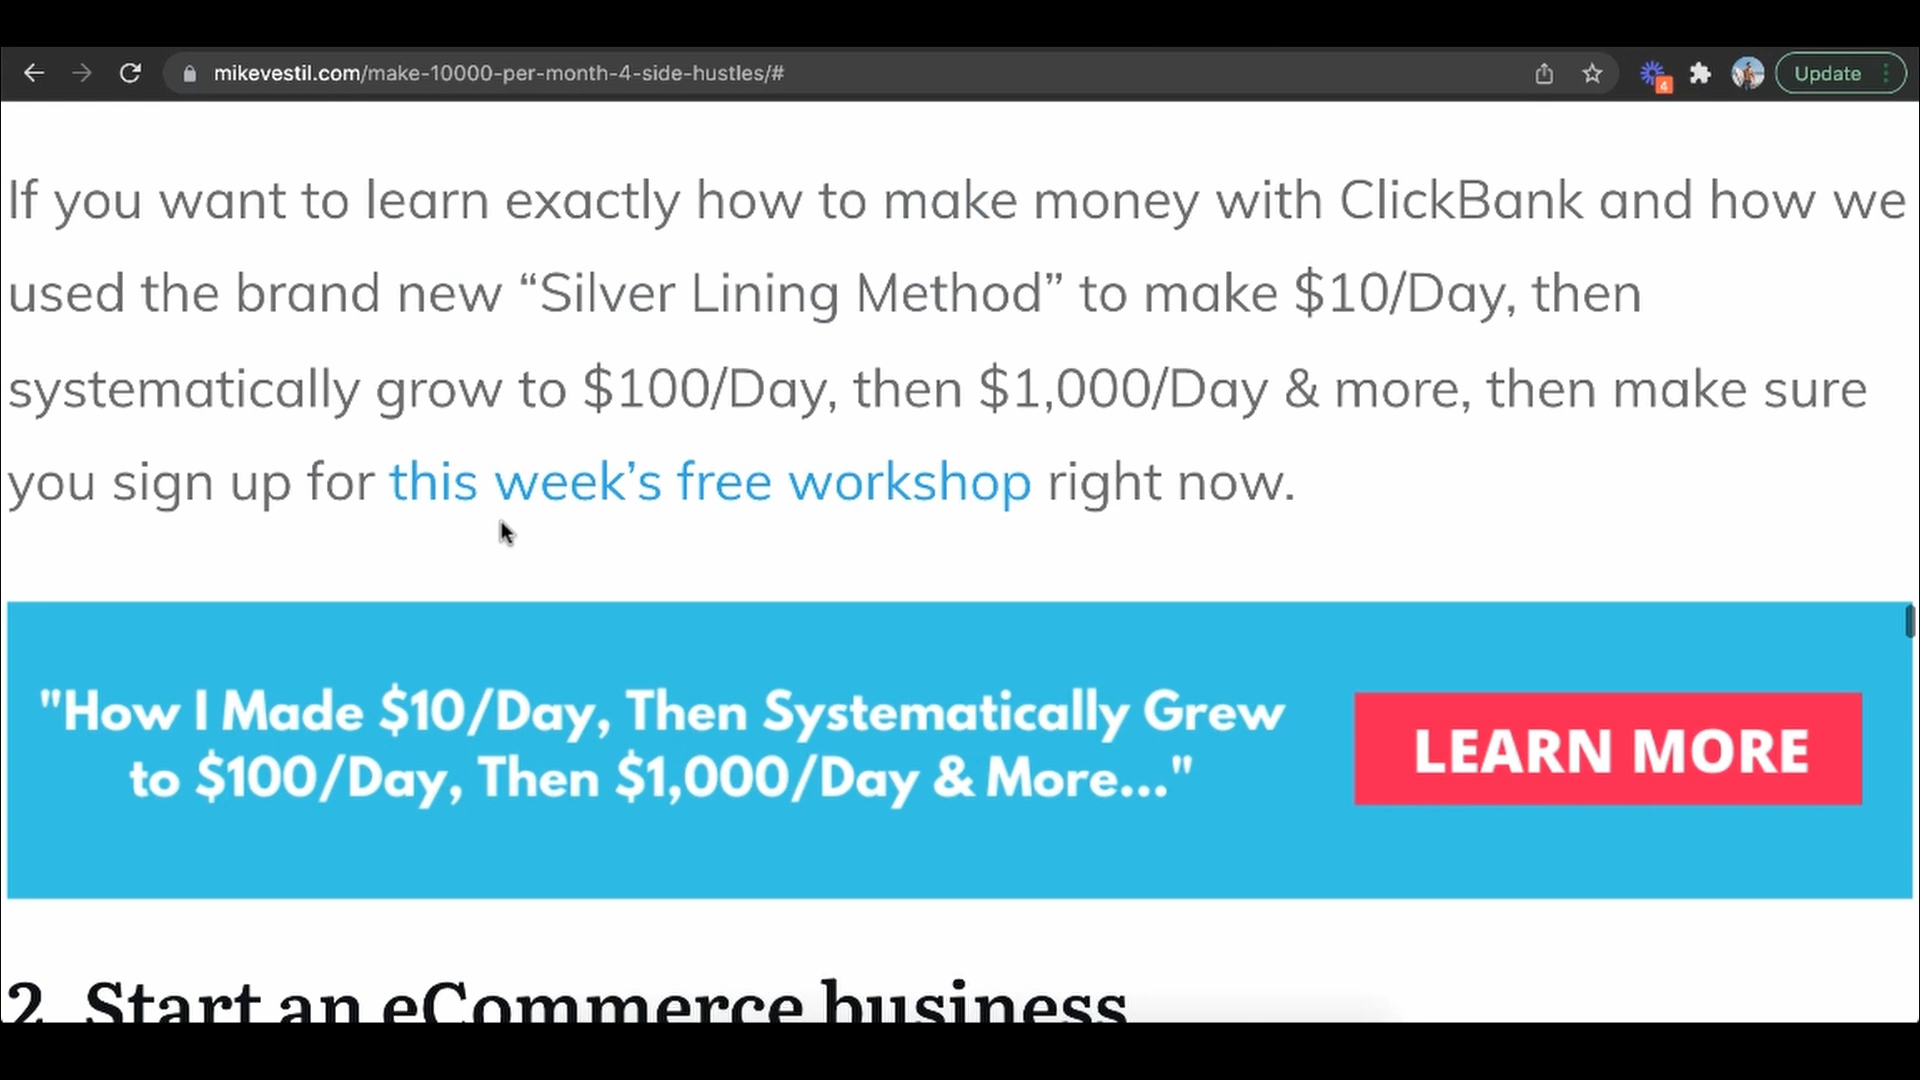 mikevestil.com/make-10000-per-month-4-side-hustles/#
4
Update
If you want to learn exactly how to make money with ClickBank and how we
used the brand new “Silver Lining Method” to make $10/Day, then
systematically grow to $100/Day, then $1,000/Day & more, then make sure
you sign up for this week’s free workshop right now.
"How I Made $10/Day, Then Systematically Grew
to $100/Day, Then $1,000/Day & More..."
LEARN MORE
2. Start an eCommerce business